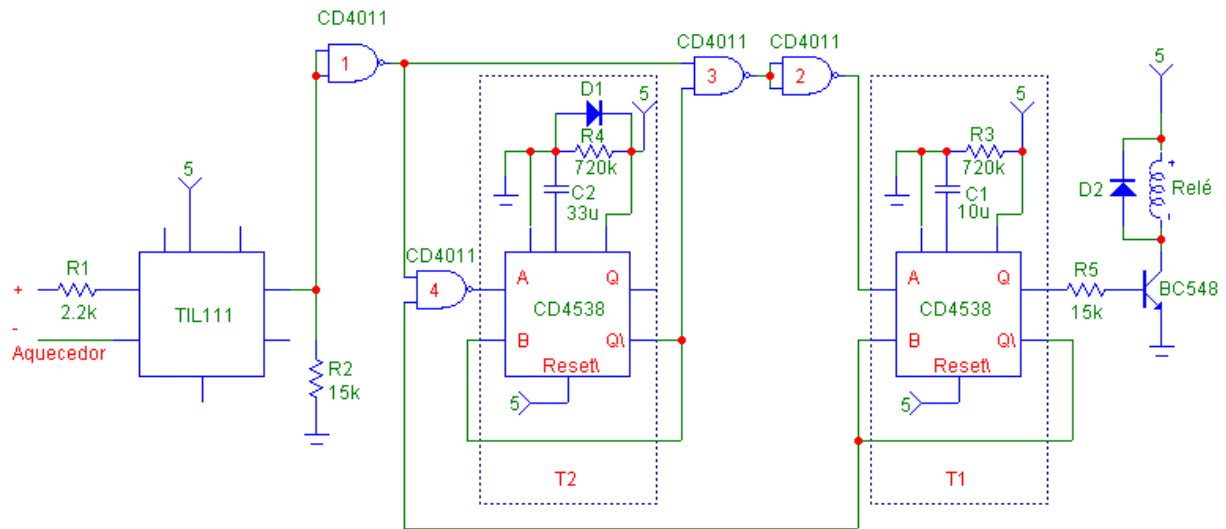 CD4011
1
CD4011
3
CD4011
2
D1
5
R4
720k
C2
33u
5
R3
720k
C1
10u
5
D2
+
Relé
-
5
R1
2.2k
+
-
Aquecedor
TIL111
R2
15k
CD4011
4
A
Q
CD4538
B
Q\
Reset\
5
T2
A
Q
CD4538
B
Q\
Reset\
5
T1
R5
15k
BC548